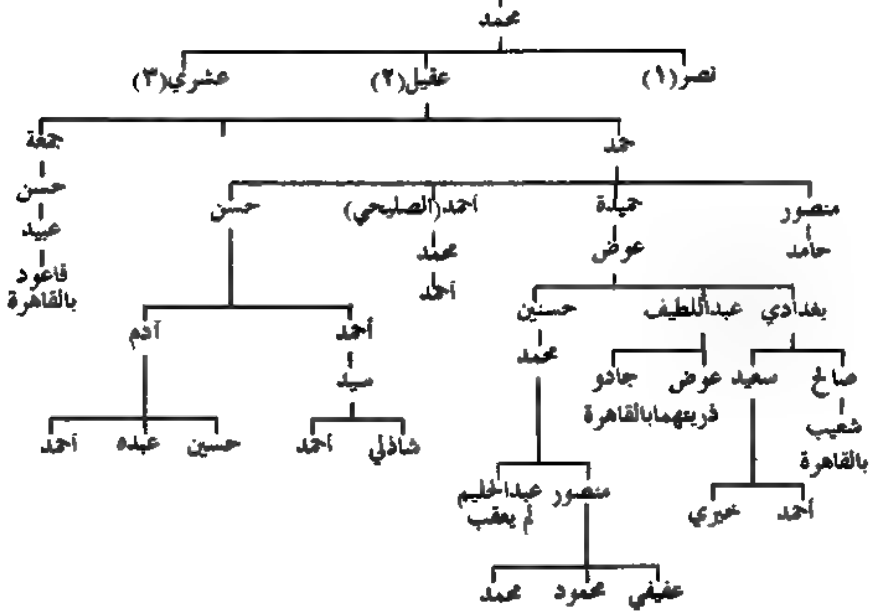 محمد
نصر(١) عقيل(٢) عشري(٣)
حمد جمعة
حسن
منصور حميدة أحمد(الصليحي) حسن
عبيد
حامد عوض محمد
قاعود
أحمد
بالقاهرة
بغدادي عبداللطيف حسنين
أحمد آدم
محمد
صالح سعيد عوض جادو
سيد
شعيب ذريتهما بالقاهرة
بالقاهرة
شاذلي أحمد حسين عبده أحمد
منصور عبدالحليم
لم يعقب
أحمد خيري
عفيفي محمود محمد